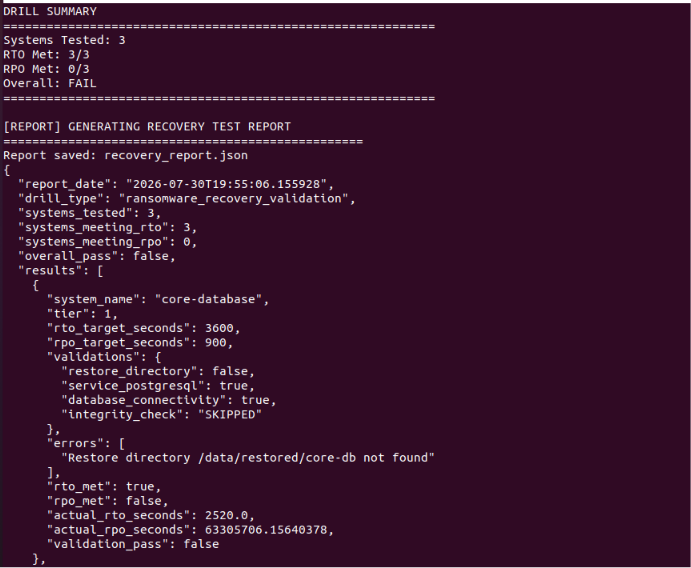 DRILL SUMMARY
============================================================
Systems Tested: 3
RTO Met: 3/3
RPO Met: 0/3
Overall: FAIL
============================================================
[REPORT] GENERATING RECOVERY TEST REPORT
==================================================
Report saved: recovery_report.json
{
  "report_date": "2026-07-30T19:55:06.155928",
  "drill_type": "ransomware_recovery_validation",
  "systems_tested": 3,
  "systems_meeting_rto": 3,
  "systems_meeting_rpo": 0,
  "overall_pass": false,
  "results": [
    {
      "system_name": "core-database",
      "tier": 1,
      "rto_target_seconds": 3600,
      "rpo_target_seconds": 900,
      "validations": {
        "restore_directory": false,
        "service_postgresql": true,
        "database_connectivity": true,
        "integrity_check": "SKIPPED"
      },
      "errors": [
        "Restore directory /data/restored/core-db not found"
      ],
      "rto_met": true,
      "rpo_met": false,
      "actual_rto_seconds": 2520.0,
      "actual_rpo_seconds": 63305706.15640378,
      "validation_pass": false
    },